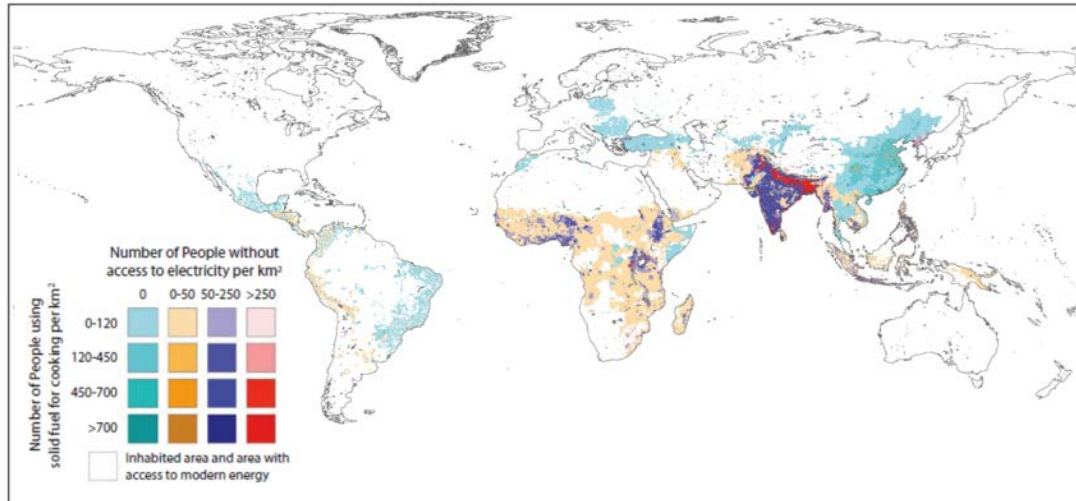 Number of People without
access to electricity per km²
0 0-50 50-250 >250
Number of People using
solid fuel for cooking per km²
0-120
120-450
450-700
>700
Inhabited area and area with
access to modern energy